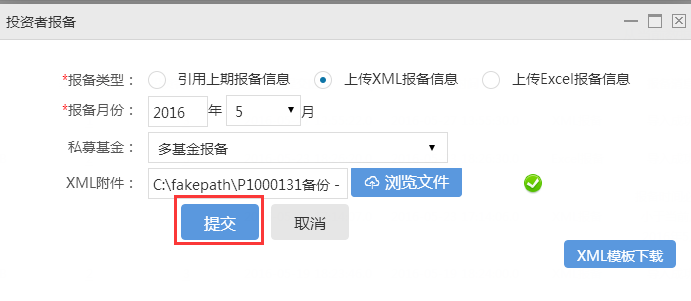 投资者报备
*报备类型： 引用上期报备信息 上传XML报备信息 上传Excel报备信息
*报备月份： 2016 年 5 月
私募基金： 多基金报备
XML附件： C:\fakepath\P1000131备份 - 浏览文件
提交 取消
XML模板下载